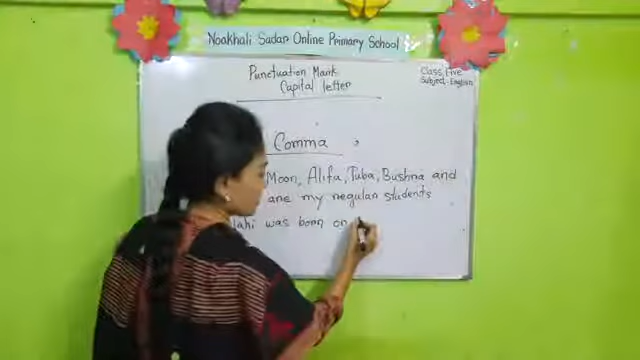 Noakhali Sadar Online Primary School
Punctuation Mark
Capital letter
Class Five
Subject-English
Comma ,
Moon, Alifa, Tuba, Bushra and
are my regular students
lahi was born on